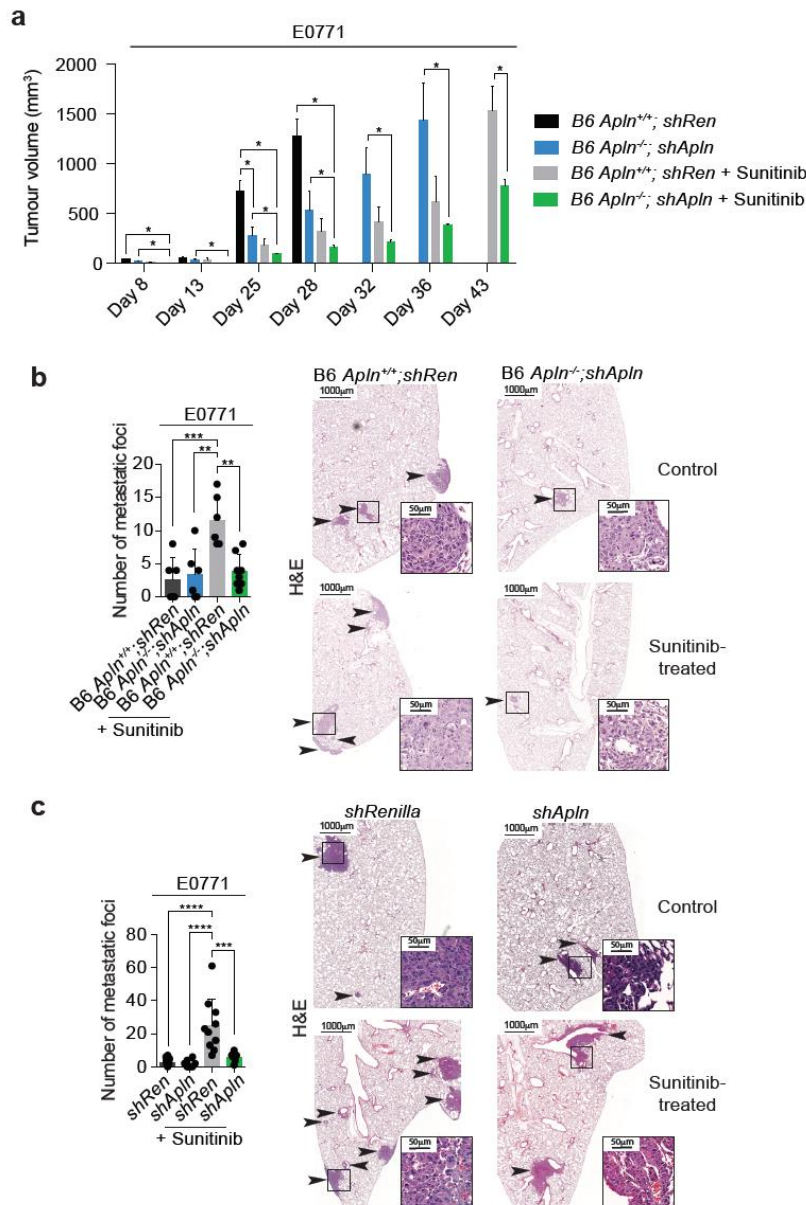 a
E0771
Tumour volume (mm³)
2000
1500
1000
500
0
* * * * * * * * * * * *
Day 8 Day 13 Day 25 Day 28 Day 32 Day 36 Day 43
B6 Apln+/+; shRen
B6 Apln-/-; shApln
B6 Apln+/+; shRen + Sunitinib
B6 Apln-/-; shApln + Sunitinib
b
E0771
*** ** **
Number of metastatic foci
20
15
10
5
0
B6 Apln+/+;shRen
B6 Apln-/-;shApln
B6 Apln+/+;shRen
B6 Apln-/-;shApln
+ Sunitinib
B6 Apln+/+;shRen B6 Apln-/-;shApln
H&E
1000μm 1000μm
50μm 50μm
Control
1000μm 1000μm
50μm 50μm
Sunitinib-
treated
c
E0771
**** **** ***
Number of metastatic foci
80
60
40
20
0
shRen shApln shRen shApln
+ Sunitinib
shRenilla shApln
H&E
1000μm 1000μm
50μm 50μm
Control
1000μm 1000μm
50μm 50μm
Sunitinib-
treated